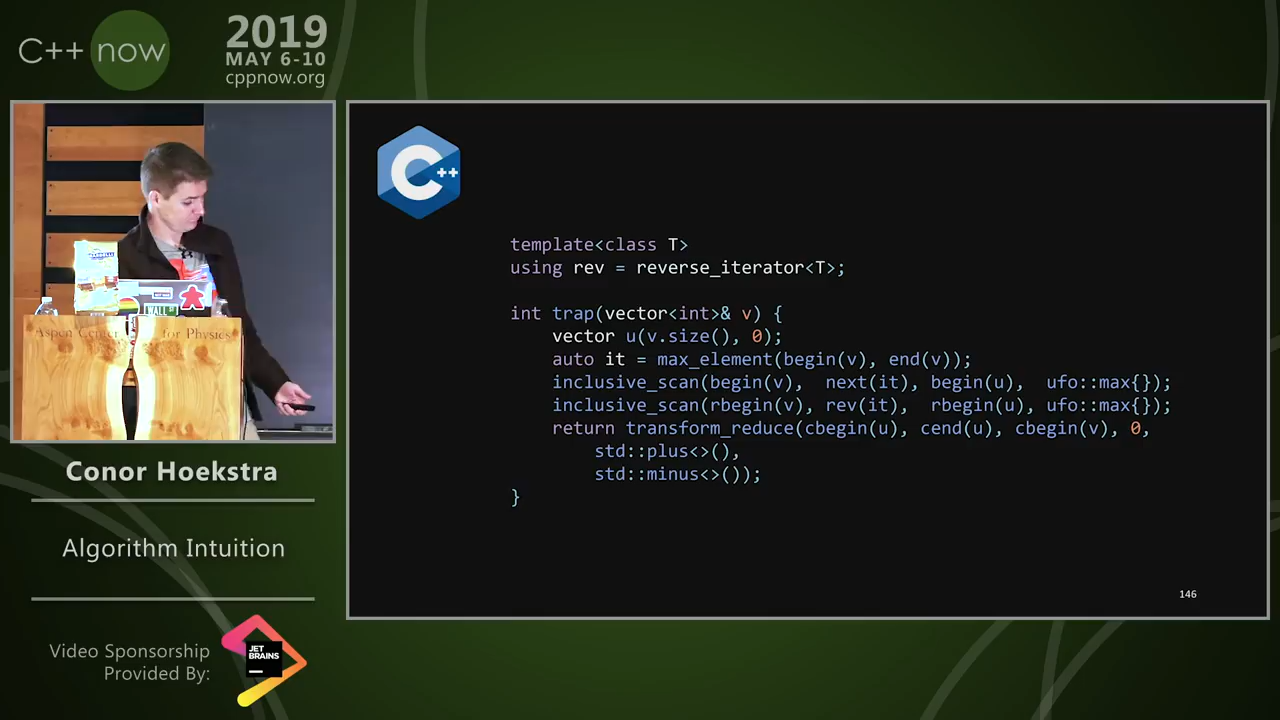 C++ now
2019
MAY 6-10
cppnow.org
C++
template<class T>
using rev = reverse_iterator<T>;
int trap(vector<int>& v) {
    vector u(v.size(), 0);
    auto it = max_element(begin(v), end(v));
    inclusive_scan(begin(v),  next(it), begin(u),  ufo::max{});
    inclusive_scan(rbegin(v), rev(it),  rbegin(u), ufo::max{});
    return transform_reduce(cbegin(u), cend(u), cbegin(v), 0,
        std::plus<>(),
        std::minus<>());
}
146
WALL
Aspen Center for Physics
Conor Hoekstra
Algorithm Intuition
Video Sponsorship
Provided By:
JET
BRAINS